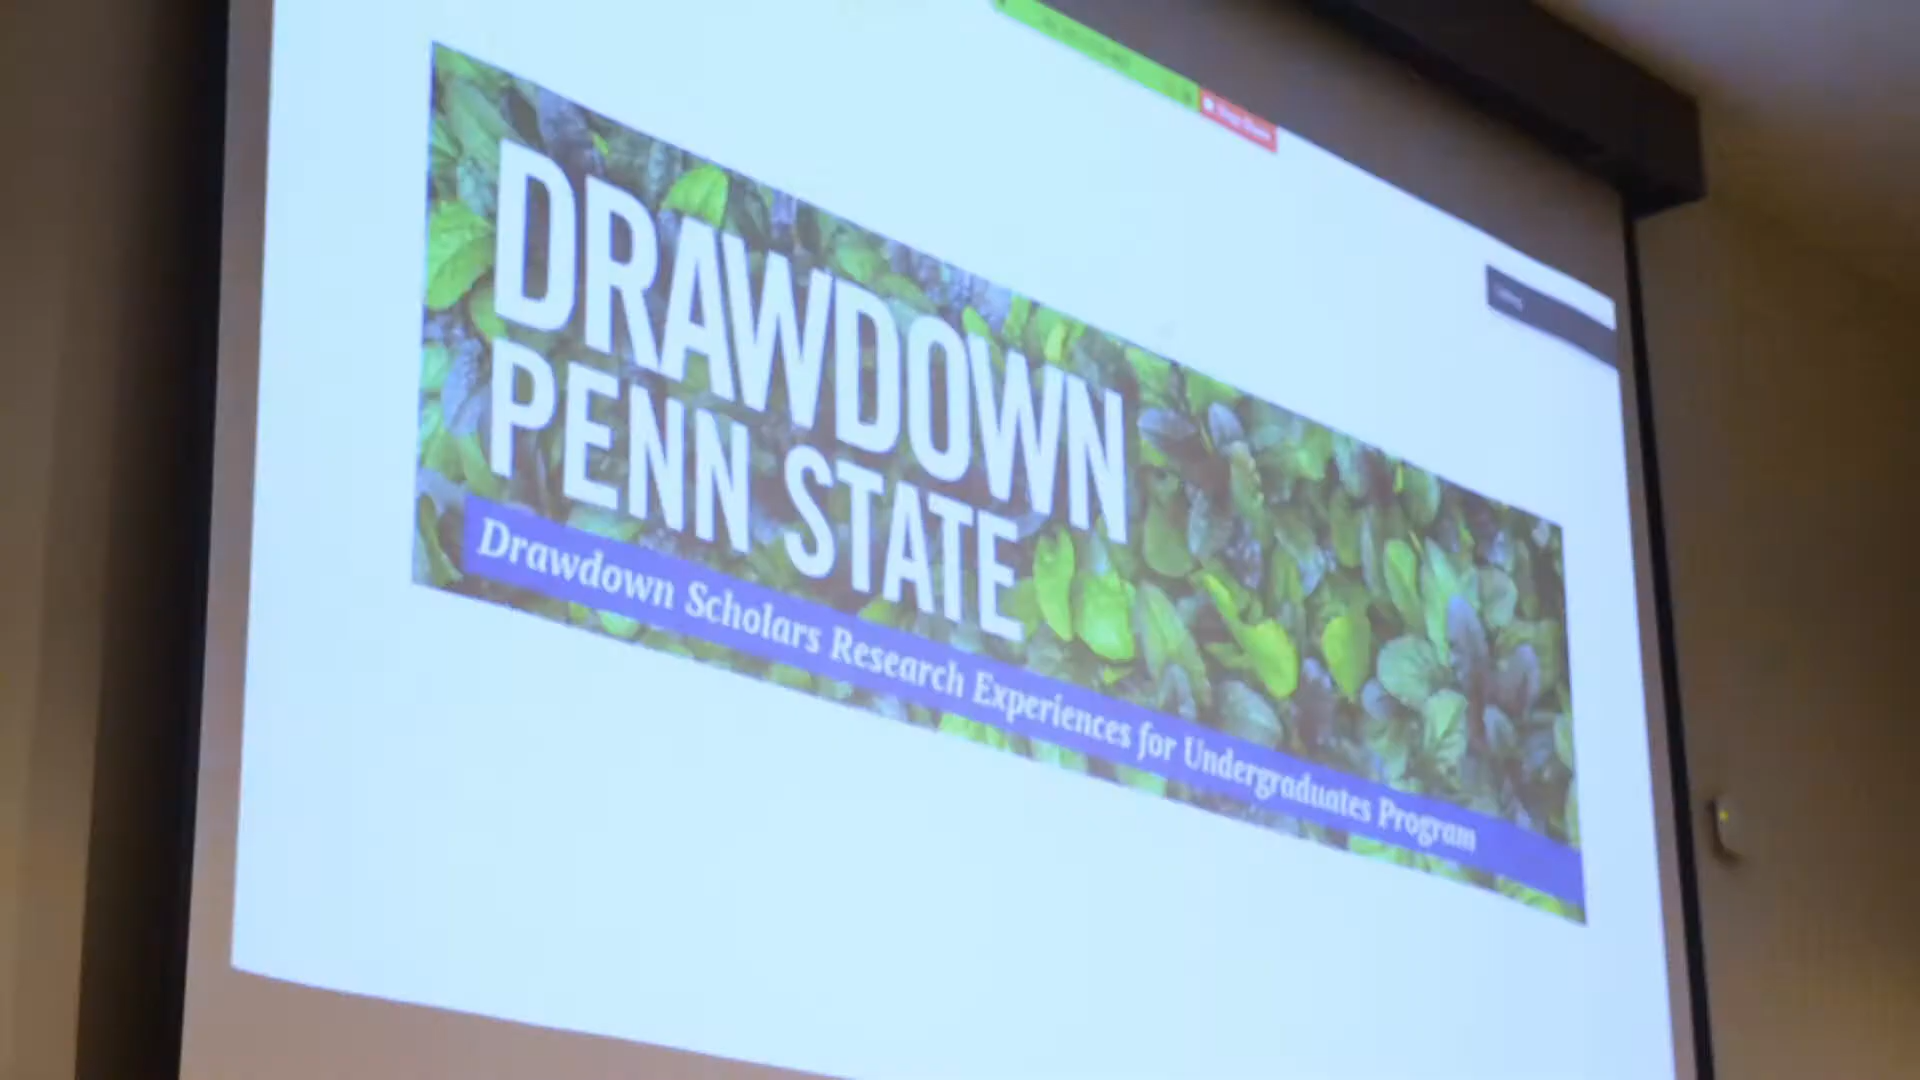 DRAWDOWN
PENN STATE
Drawdown Scholars Research Experiences for Undergraduates Program